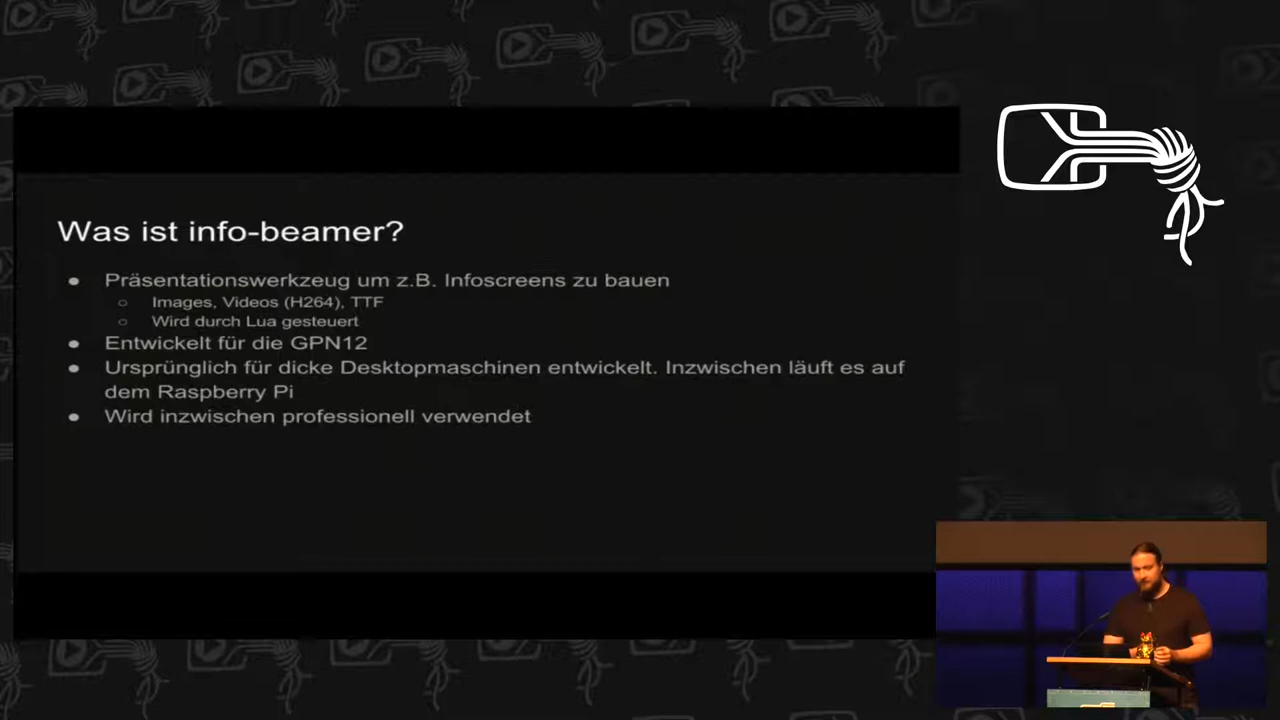 Was ist info-beamer?
● Präsentationswerkzeug um z.B. Infoscreens zu bauen
○ Images, Videos (H264), TTF
○ Wird durch Lua gesteuert
● Entwickelt für die GPN12
● Ursprünglich für dicke Desktopmaschinen entwickelt. Inzwischen läuft es auf
dem Raspberry Pi
● Wird inzwischen professionell verwendet